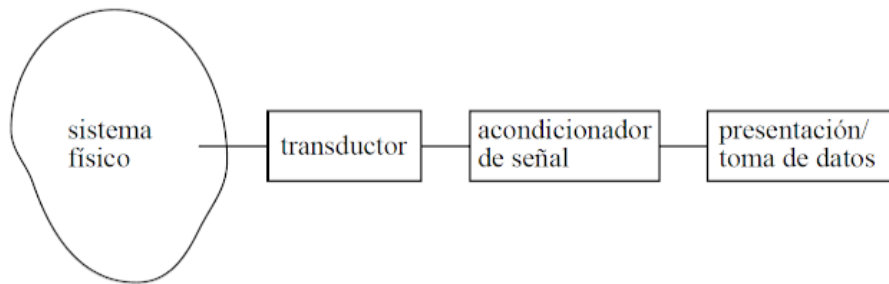 sistema
físico
transductor
acondicionador
de señal
presentación/
toma de datos